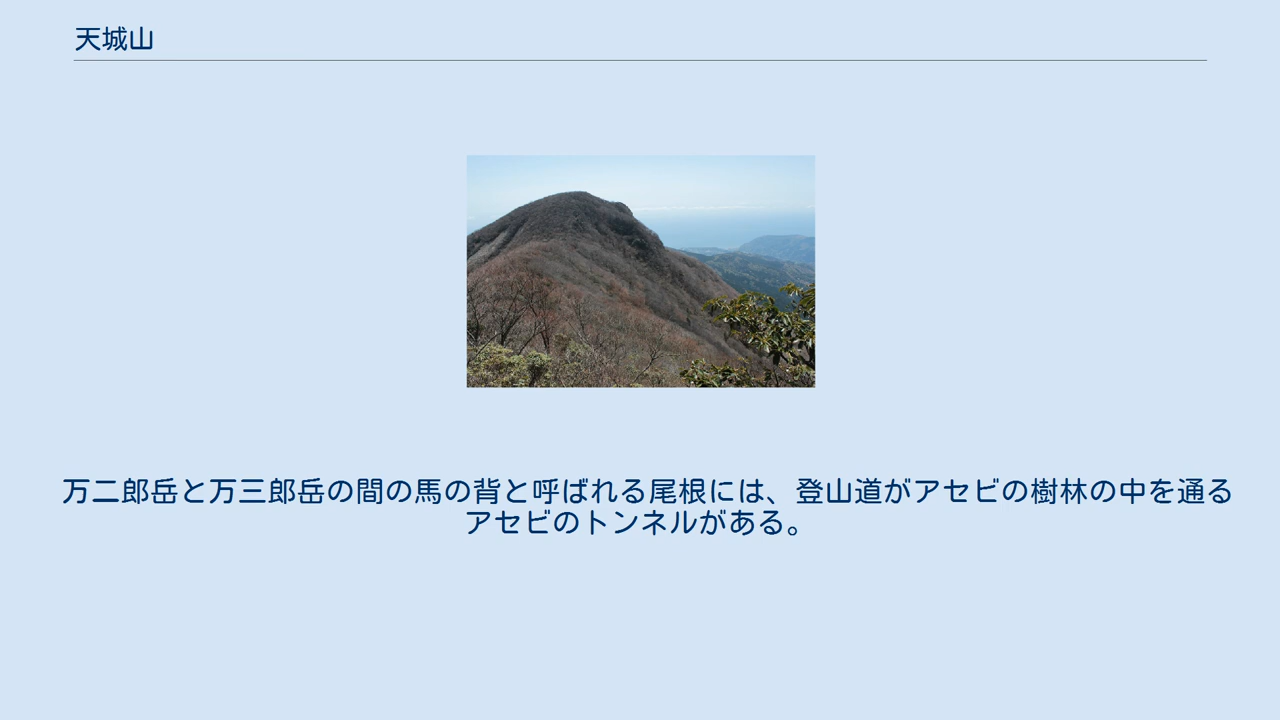 天城山
万二郎岳と万三郎岳の間の馬の背と呼ばれる尾根には、登山道がアセビの樹林の中を通る
アセビのトンネルがある。